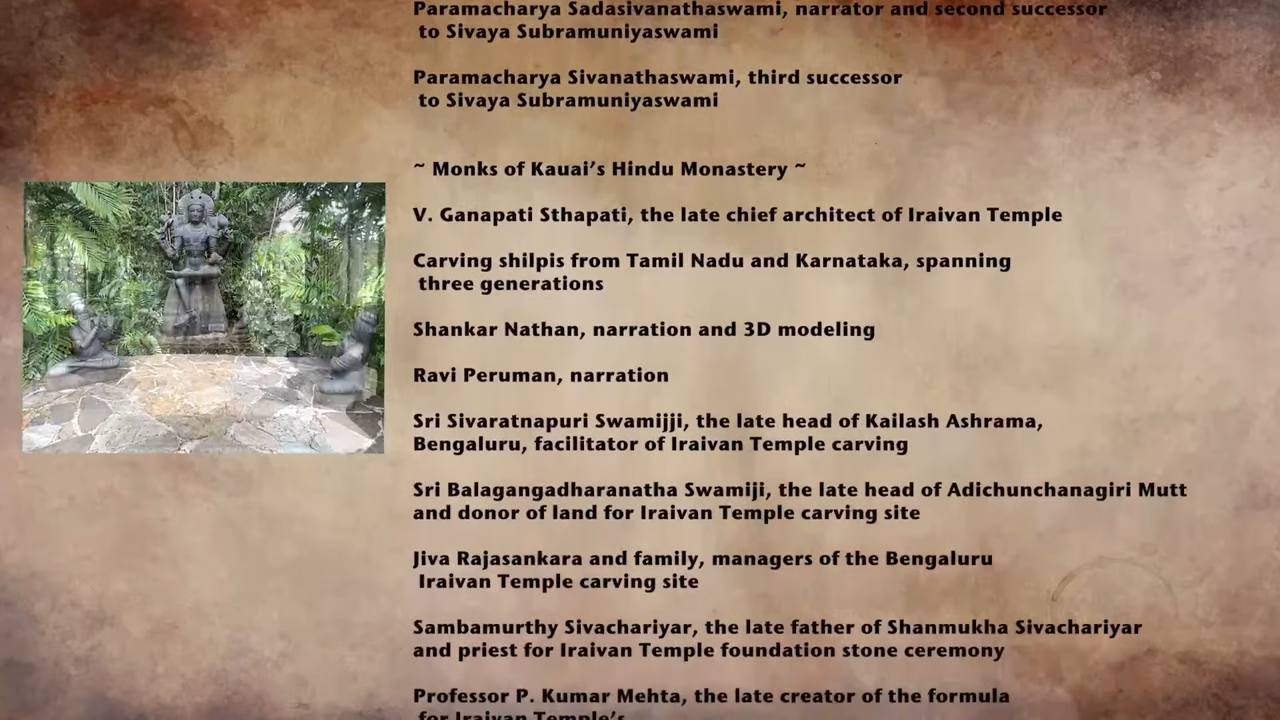 Paramacharya Sadasivanathaswami, narrator and second successor
to Sivaya Subramuniyaswami
Paramacharya Sivanathaswami, third successor
to Sivaya Subramuniyaswami
~ Monks of Kauai’s Hindu Monastery ~
V. Ganapati Sthapati, the late chief architect of Iraivan Temple
Carving shilpis from Tamil Nadu and Karnataka, spanning
three generations
Shankar Nathan, narration and 3D modeling
Ravi Peruman, narration
Sri Sivaratnapuri Swamijji, the late head of Kailash Ashrama,
Bengaluru, facilitator of Iraivan Temple carving
Sri Balagangadharanatha Swamiji, the late head of Adichunchanagiri Mutt
and donor of land for Iraivan Temple carving site
Jiva Rajasankara and family, managers of the Bengaluru
Iraivan Temple carving site
Sambamurthy Sivachariyar, the late father of Shanmukha Sivachariyar
and priest for Iraivan Temple foundation stone ceremony
Professor P. Kumar Mehta, the late creator of the formula
for Iraivan Temple’s